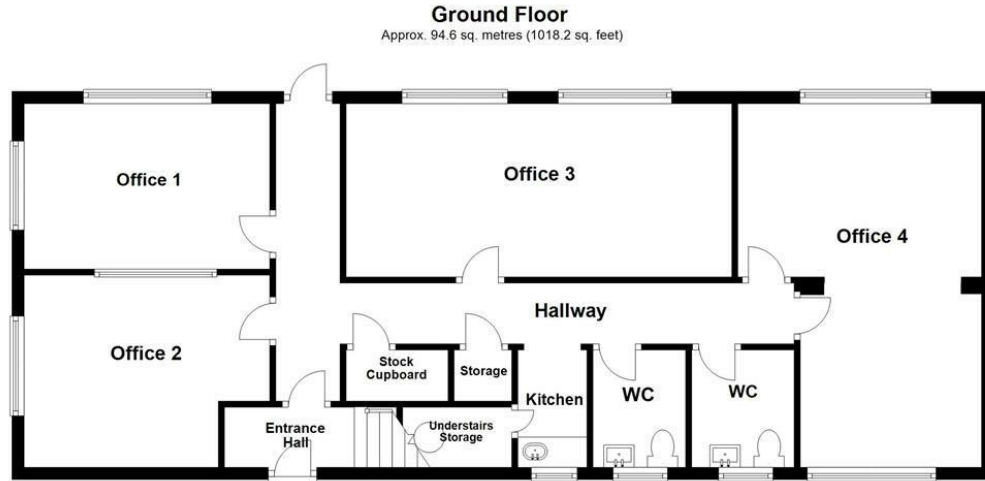 Ground Floor
Approx. 94.6 sq. metres (1018.2 sq. feet)
Office 1
Office 3
Office 4
Hallway
Office 2
Stock
Cupboard
Storage
Kitchen
WC
WC
Entrance
Hall
Understairs
Storage